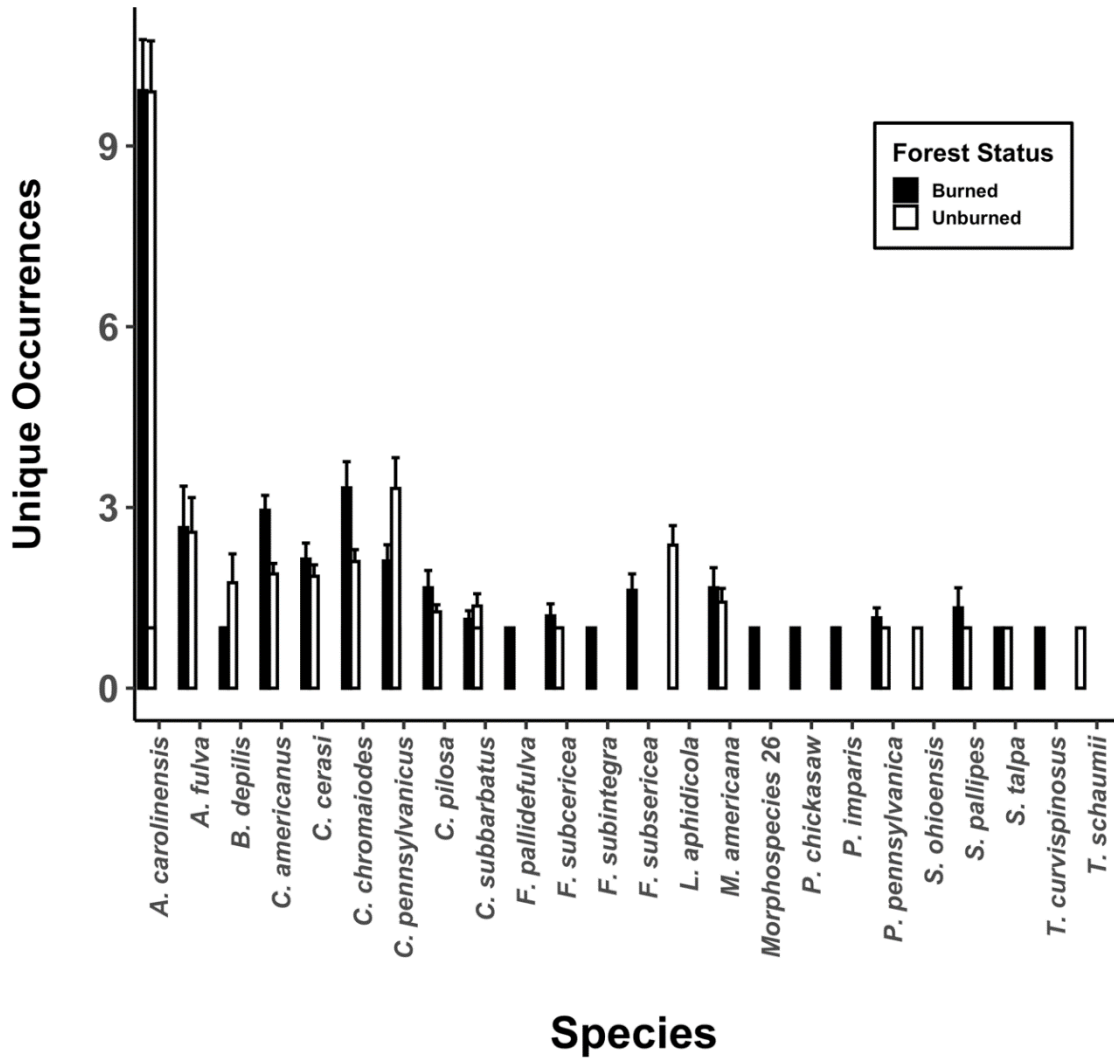 Unique Occurrences
9
6
3
0
Forest Status
Burned
Unburned
A. carolinensis
A. fulva
B. depilis
C. americanus
C. cerasi
C. chromaiodes
C. pennsylvanicus
C. pilosa
C. subbarbatus
F. pallidefulva
F. subcericea
F. subintegra
F. subsericea
L. aphidicola
M. americana
Morphospecies 26
P. chickasaw
P. imparis
P. pennsylvanica
S. ohioensis
S. pallipes
S. talpa
T. curvispinosus
T. schaumii
Species